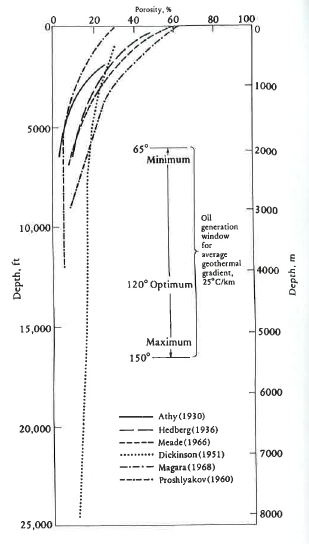 Porosity, %
0 20 40 60 80 100
0
5000
10,000
15,000
20,000
25,000
Depth, ft
0
1000
2000
3000
4000
5000
6000
7000
8000
Depth, m
65°
Minimum
120° Optimum
Maximum
150°
Oil
generation
window
for
average
geothermal
gradient,
25°C/km
Athy (1930)
Hedberg (1936)
Meade (1966)
Dickinson (1951)
Magara (1968)
Proshlyakov (1960)